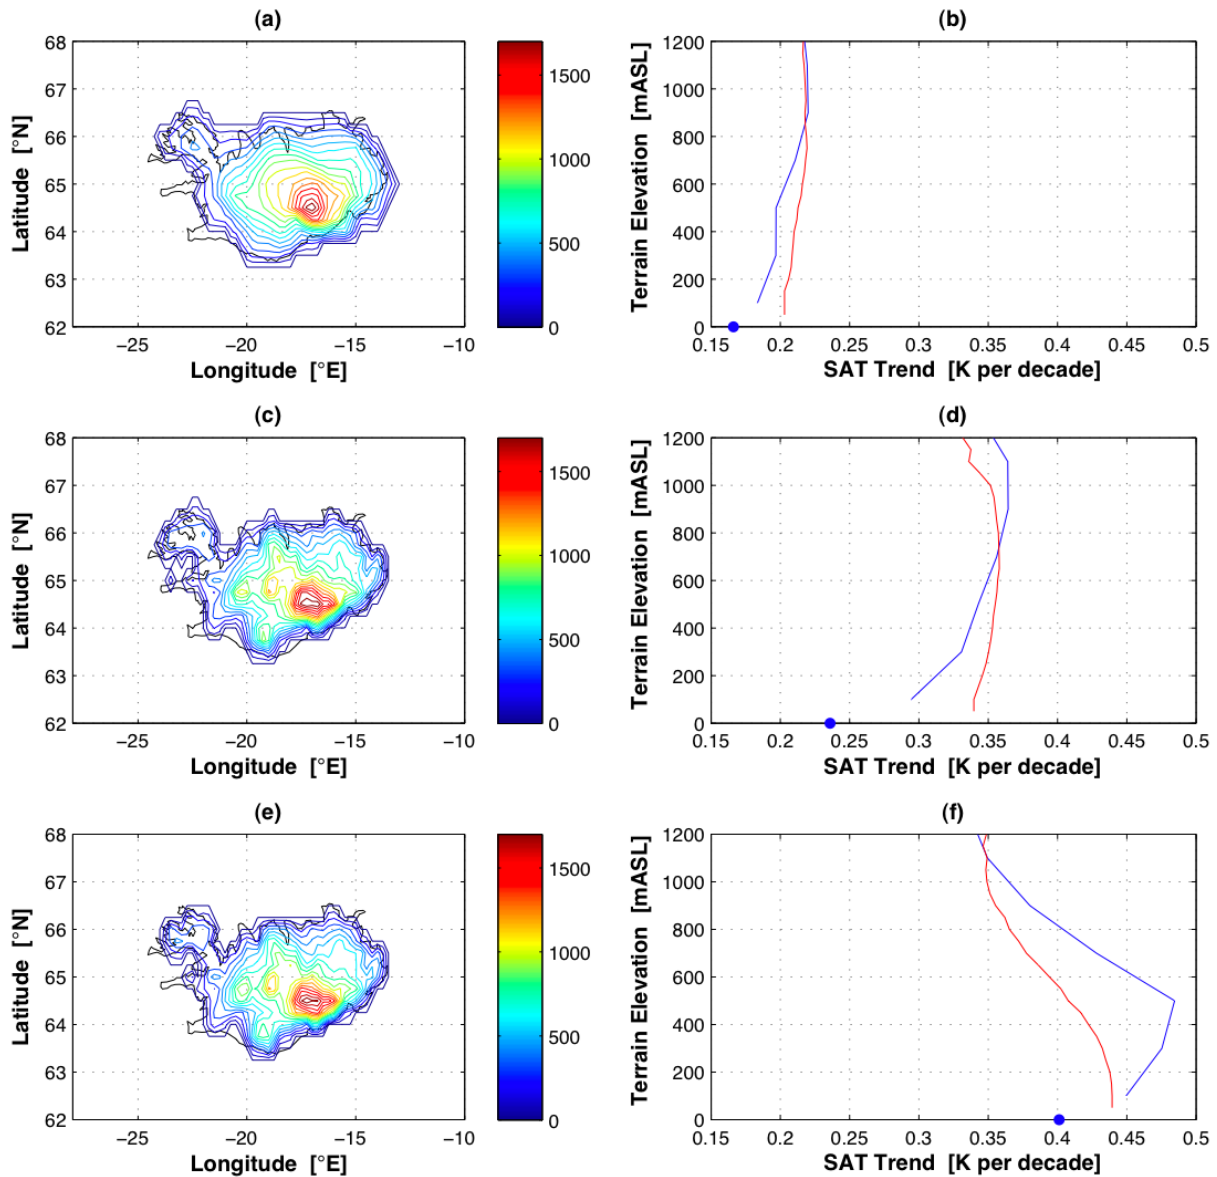 (a)
68
67
66
65
64
63
62
Latitude [°N]
−25 −20 −15 −10
Longitude [°E]
1500
1000
500
0
(b)
1200
1000
800
600
400
200
0
Terrain Elevation [mASL]
0.15 0.2 0.25 0.3 0.35 0.4 0.45 0.5
SAT Trend [K per decade]
(c)
68
67
66
65
64
63
62
Latitude [°N]
−25 −20 −15 −10
Longitude [°E]
1500
1000
500
0
(d)
1200
1000
800
600
400
200
0
Terrain Elevation [mASL]
0.15 0.2 0.25 0.3 0.35 0.4 0.45 0.5
SAT Trend [K per decade]
(e)
68
67
66
65
64
63
62
Latitude [°N]
−25 −20 −15 −10
Longitude [°E]
1500
1000
500
0
(f)
1200
1000
800
600
400
200
0
Terrain Elevation [mASL]
0.15 0.2 0.25 0.3 0.35 0.4 0.45 0.5
SAT Trend [K per decade]